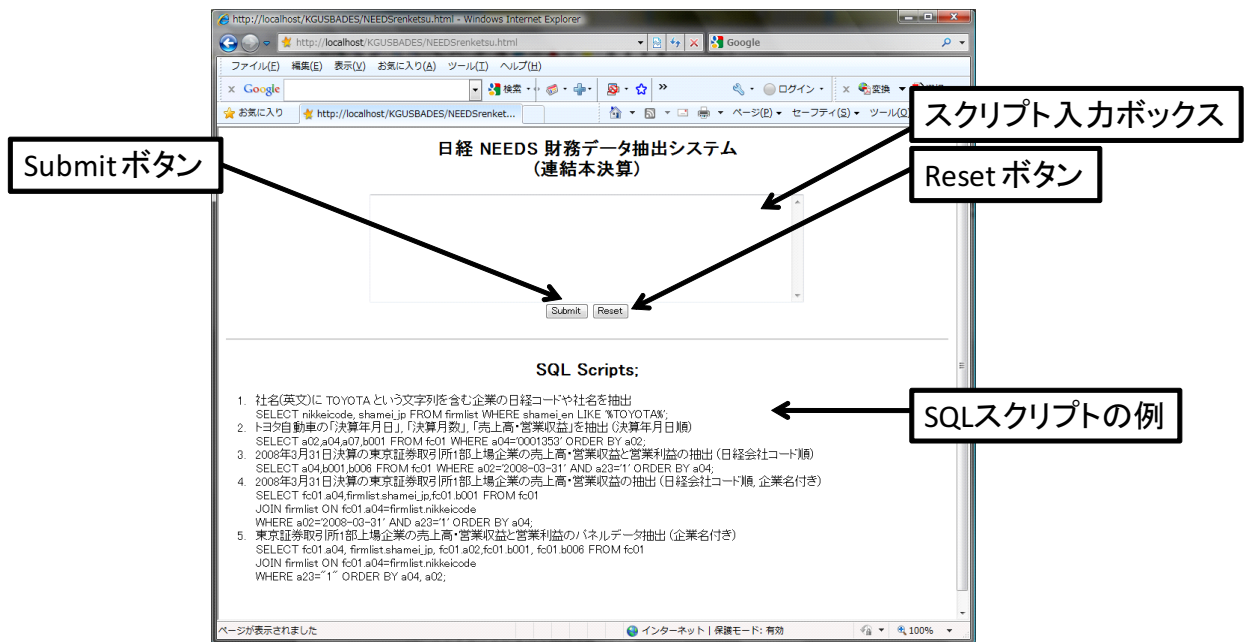 http://localhost/KGUSBADES/NEEDSrenketsu.html - Windows Internet Explorer
http://localhost/KGUSBADES/NEEDSrenketsu.html
Google
ファイル(F) 編集(E) 表示(V) お気に入り(A) ツール(T) ヘルプ(H)
x Google 検索 ログイン x 変換
お気に入り http://localhost/KGUSBADES/NEEDSrenket... ページ(P) セーフティ(S) ツール(O)
スクリプト入力ボックス
Submit ボタン
日経 NEEDS 財務データ抽出システム
(連結本決算)
Reset ボタン
Submit Reset
SQL Scripts;
1. 社名(英文)に TOYOTA という文字列を含む企業の日経コードや社名を抽出
SELECT nikkeicode, shamei_jp FROM firmlist WHERE shamei_en LIKE '%TOYOTA%';
2. トヨタ自動車の「決算年月日」,「決算月数」,「売上高・営業収益」を抽出 (決算年月日順)
SELECT a02,a04,a07,b001 FROM fc01 WHERE a04='0001353' ORDER BY a02;
3. 2008年3月31日決算の東京証券取引所1部上場企業の売上高・営業収益と営業利益の抽出 (日経会社コード順)
SELECT a04,b001,b006 FROM fc01 WHERE a02='2008-03-31' AND a23='1' ORDER BY a04;
4. 2008年3月31日決算の東京証券取引所1部上場企業の売上高・営業収益の抽出 (日経会社コード順, 企業名付き)
SELECT fc01.a04,firmlist.shamei_jp,fc01.b001 FROM fc01
JOIN firmlist ON fc01.a04=firmlist.nikkeicode
WHERE a02='2008-03-31' AND a23='1' ORDER BY a04;
5. 東京証券取引所1部上場企業の売上高・営業収益と営業利益のパネルデータ抽出 (企業名付き)
SELECT fc01.a04, firmlist.shamei_jp, fc01.a02,fc01.b001, fc01.b006 FROM fc01
JOIN firmlist ON fc01.a04=firmlist.nikkeicode
WHERE a23="1" ORDER BY a04, a02;
SQLスクリプトの例
ページが表示されました インターネット | 保護モード: 有効 100%